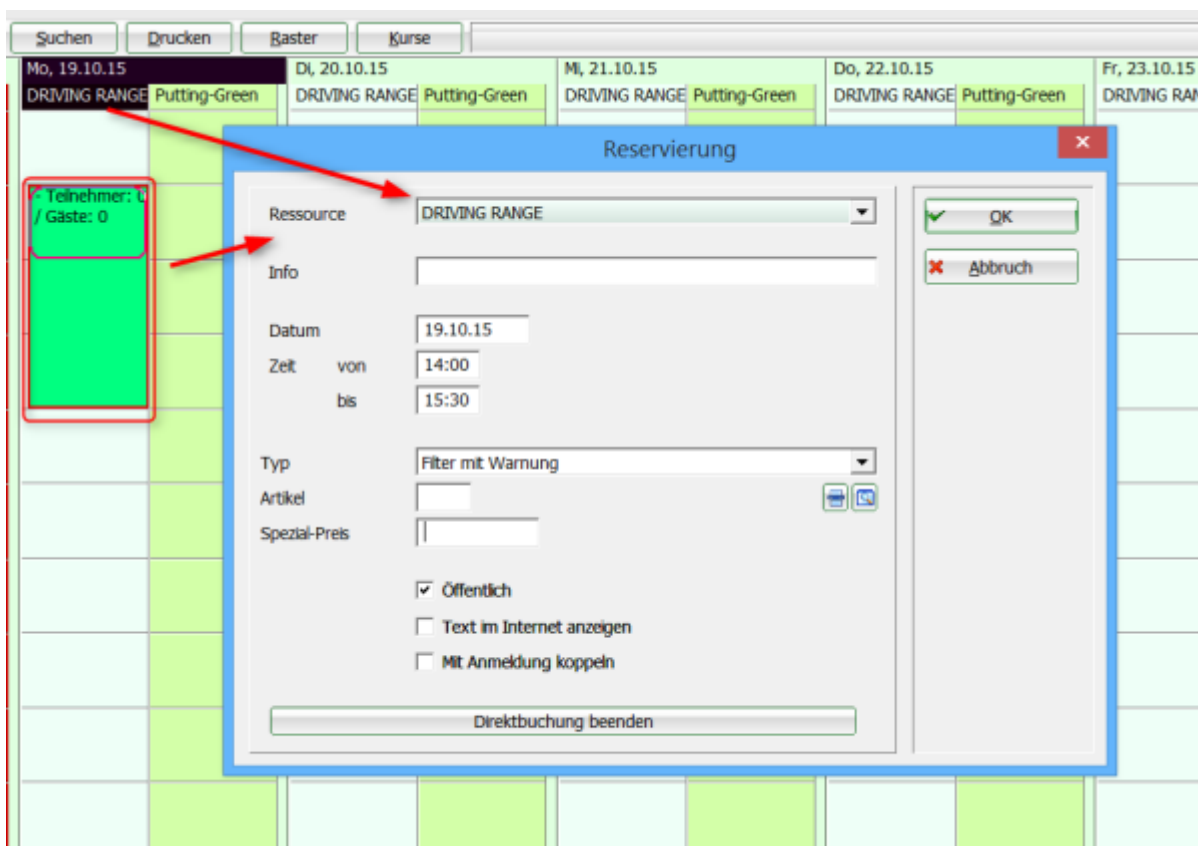 Suchen Drucken Raster Kurse
Mo, 19.10.15 Di, 20.10.15 Mi, 21.10.15 Do, 22.10.15 Fr, 23.10.15
DRIVING RANGE Putting-Green DRIVING RANGE Putting-Green DRIVING RANGE Putting-Green DRIVING RANGE Putting-Green DRIVING RAN
- Teilnehmer: 0
/ Gäste: 0
Reservierung
Ressource DRIVING RANGE
OK
Info
Abbruch
Datum 19.10.15
Zeit von 14:00
bis 15:30
Typ Filter mit Warnung
Artikel
Spezial-Preis
Öffentlich
Text im Internet anzeigen
Mit Anmeldung koppeln
Direktbuchung beenden